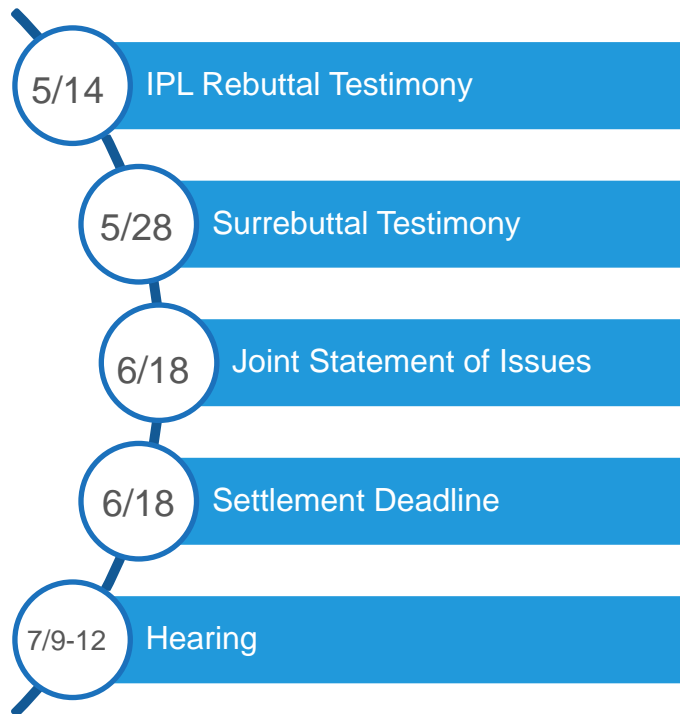 5/14 IPL Rebuttal Testimony
5/28 Surrebuttal Testimony
6/18 Joint Statement of Issues
6/18 Settlement Deadline
7/9-12 Hearing